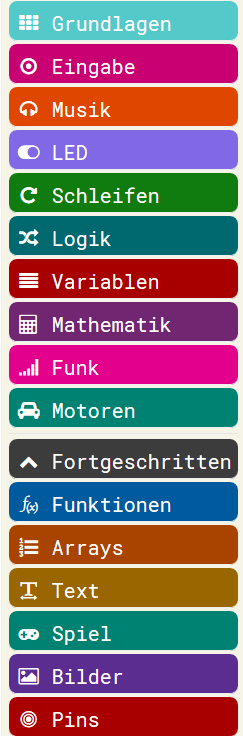 Grundlagen
Eingabe
Musik
LED
Schleifen
Logik
Variablen
Mathematik
Funk
Motoren
Fortgeschritten
Funktionen
Arrays
Text
Spiel
Bilder
Pins